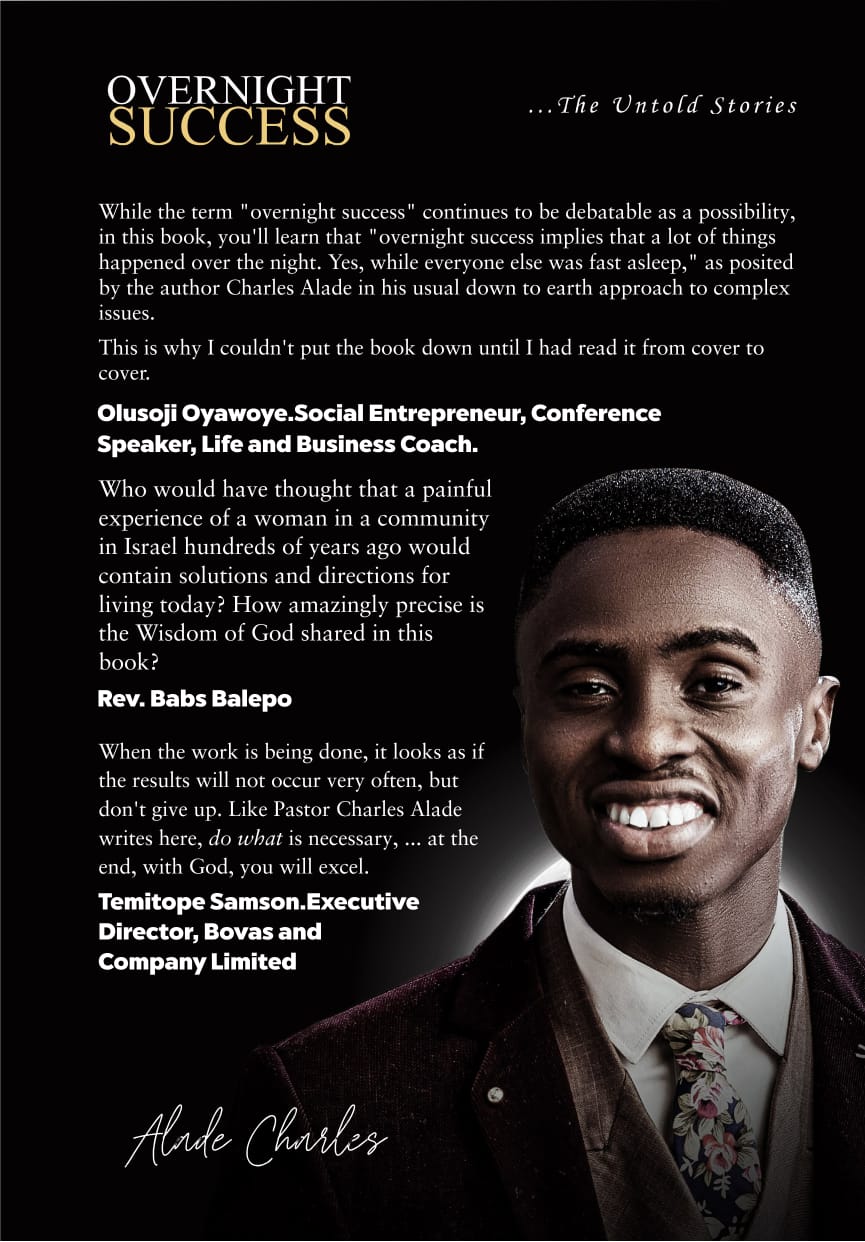 OVERNIGHT
SUCCESS
...The Untold Stories
While the term "overnight success" continues to be debatable as a possibility,
in this book, you'll learn that "overnight success implies that a lot of things
happened over the night. Yes, while everyone else was fast asleep," as posited
by the author Charles Alade in his usual down to earth approach to complex
issues.
This is why I couldn't put the book down until I had read it from cover to
cover.
Olusoji Oyawoye.Social Entrepreneur, Conference
Speaker, Life and Business Coach.
Who would have thought that a painful
experience of a woman in a community
in Israel hundreds of years ago would
contain solutions and directions for
living today? How amazingly precise is
the Wisdom of God shared in this
book?
Rev. Babs Balepo
When the work is being done, it looks as if
the results will not occur very often, but
don't give up. Like Pastor Charles Alade
writes here, do what is necessary, ... at the
end, with God, you will excel.
Temitope Samson.Executive
Director, Bovas and
Company Limited
Alade Charles